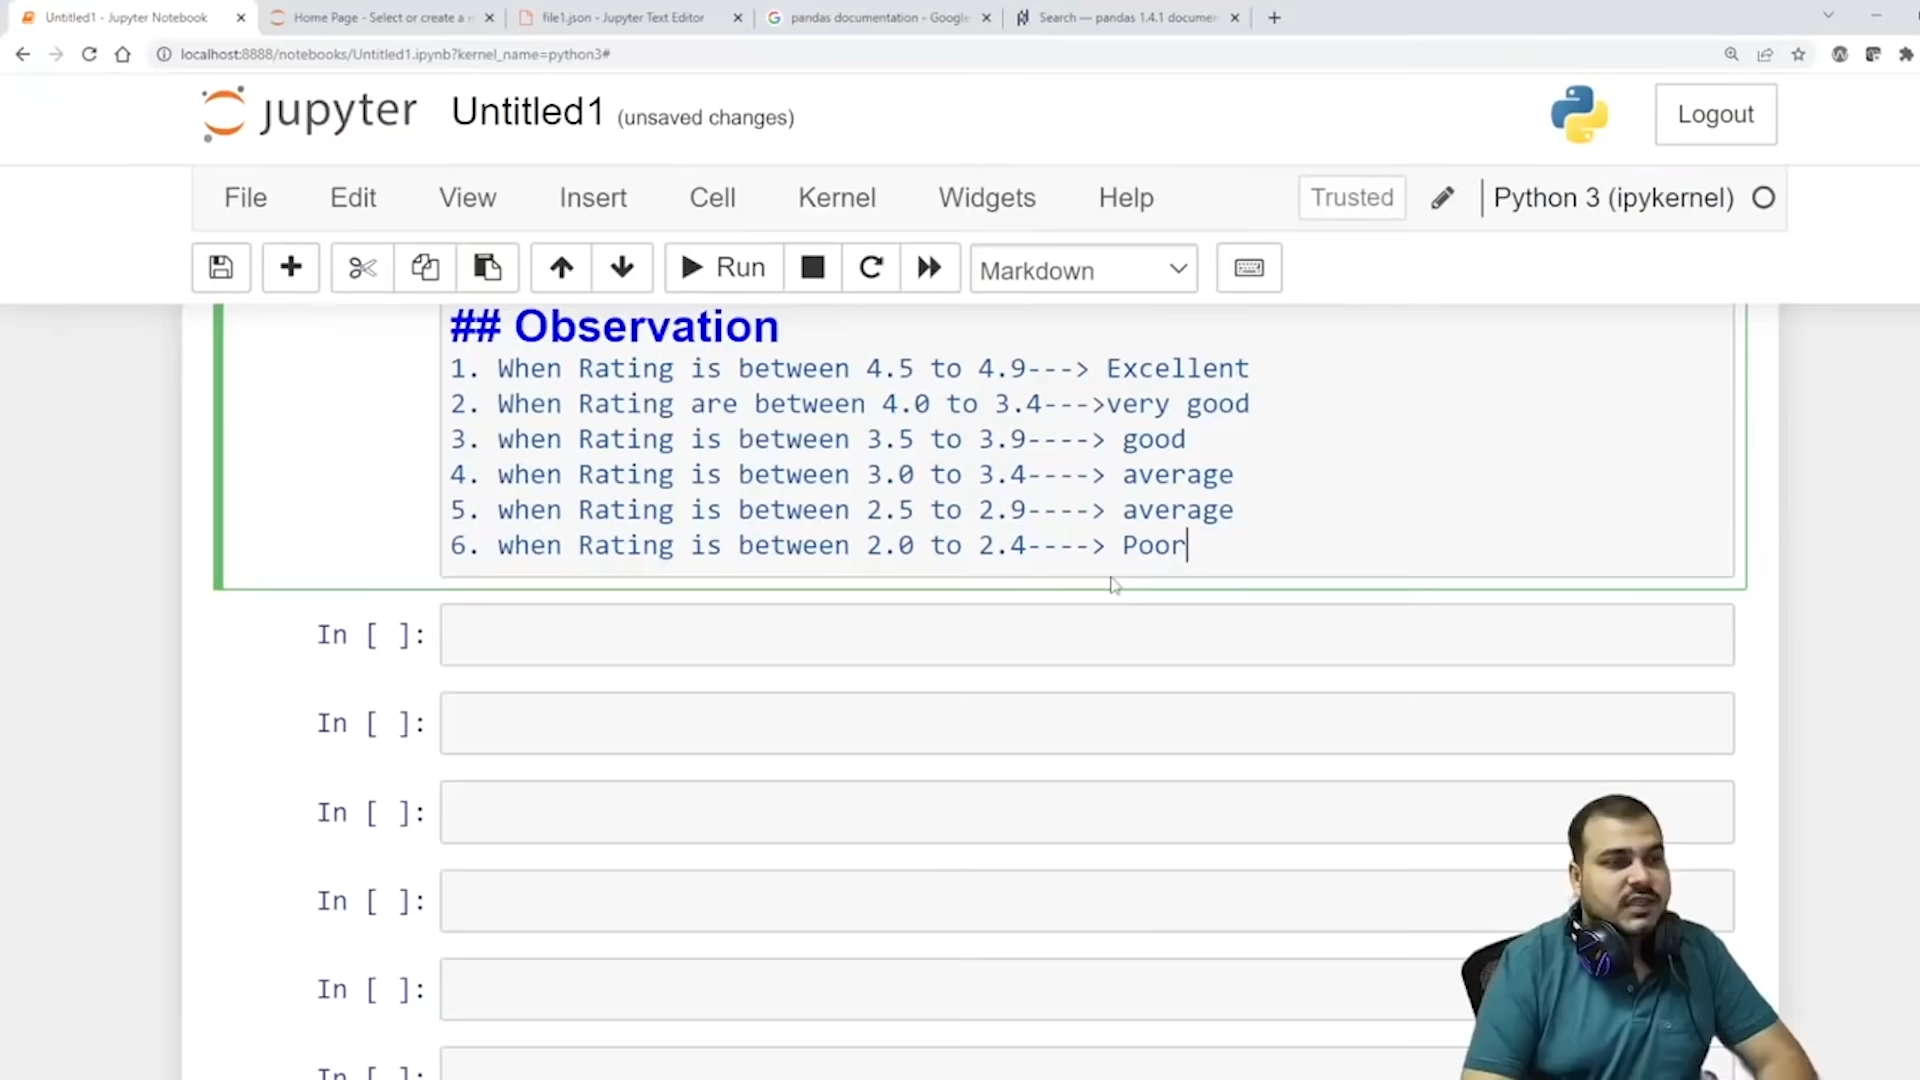 Untitled1 - Jupyter Notebook
Home Page - Select or create a n
file1.json - Jupyter Text Editor
pandas documentation - Google
Search — pandas 1.4.1 documen
localhost:8888/notebooks/Untitled1.ipynb?kernel_name=python3#
jupyter Untitled1 (unsaved changes)
Logout
File Edit View Insert Cell Kernel Widgets Help Trusted Python 3 (ipykernel)
Run Markdown
## Observation
1. When Rating is between 4.5 to 4.9---> Excellent
2. When Rating are between 4.0 to 3.4--->very good
3. when Rating is between 3.5 to 3.9----> good
4. when Rating is between 3.0 to 3.4----> average
5. when Rating is between 2.5 to 2.9----> average
6. when Rating is between 2.0 to 2.4----> Poor
In [ ]:
In [ ]:
In [ ]:
In [ ]:
In [ ]:
In [ ]: